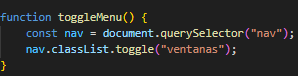 function toggleMenu() {
    const nav = document.querySelector("nav");
    nav.classList.toggle("ventanas");
}